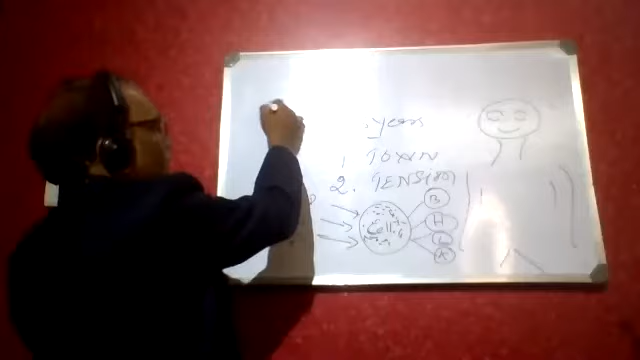 years
1. TOXIN
2. TENSION
Cells
B
H
L
K